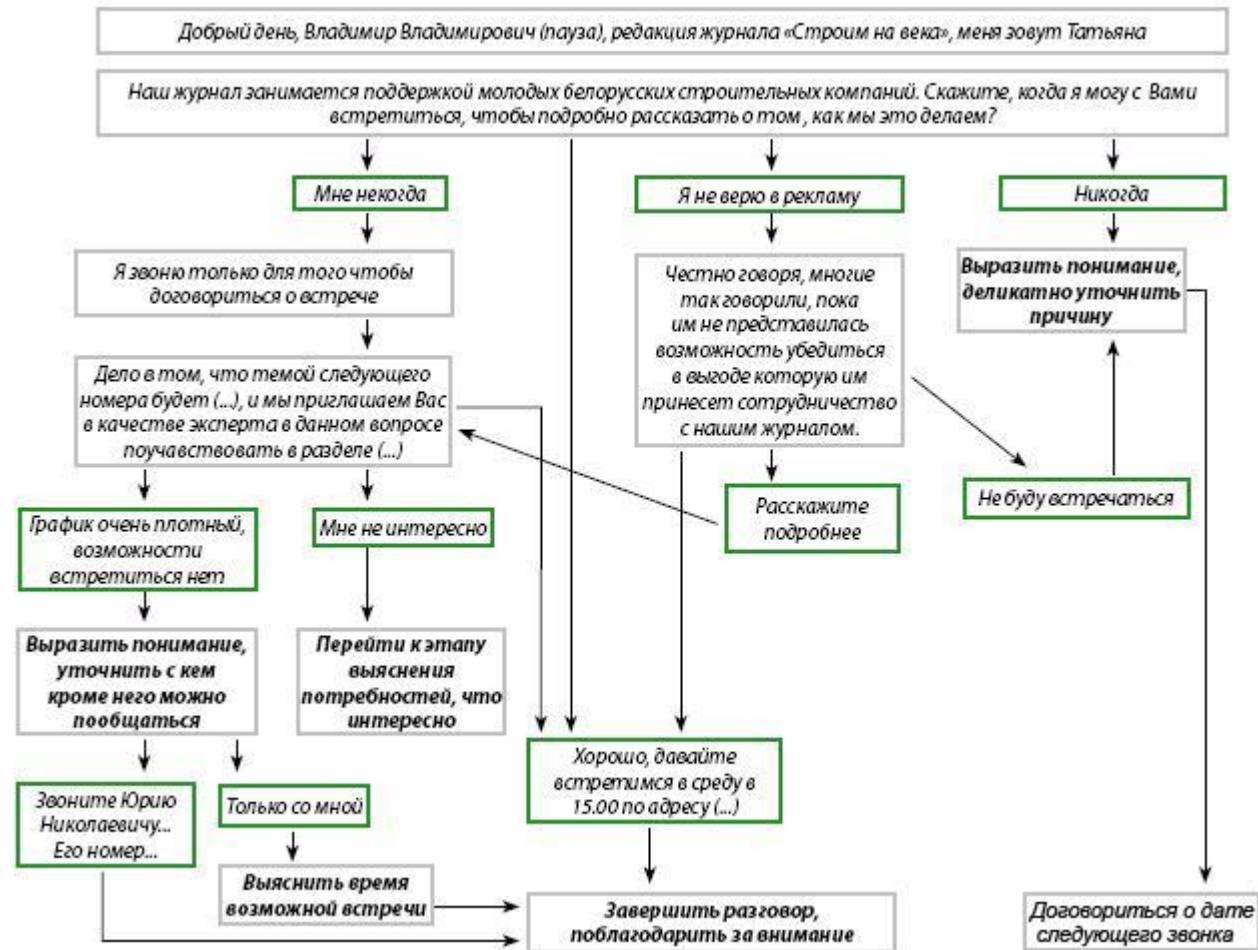 Добрый день, Владимир Владимирович (пауза), редакция журнала «Строим на века», меня зовут Татьяна
Наш журнал занимается поддержкой молодых белорусских строительных компаний. Скажите, когда я могу с Вами
встретиться, чтобы подробно рассказать о том , как мы это делаем?
Мне некогда
Я не верю в рекламу
Никогда
Я звоню только для того чтобы
договориться о встрече
Честно говоря, многие
так говорили, пока
им не представилась
возможность убедиться
в выгоде которую им
принесет сотрудничество
с нашим журналом.
Выразить понимание,
деликатно уточнить
причину
Дело в том, что темой следующего
номера будет (...), и мы приглашаем Вас
в качестве эксперта в данном вопросе
поучавствовать в разделе (...)
Не буду встречаться
Расскажите
подробнее
График очень плотный,
возможности
встретиться нет
Мне не интересно
Выразить понимание,
уточнить с кем
кроме него можно
пообщаться
Перейти к этапу
выяснения
потребностей, что
интересно
Хорошо, давайте
встретимся в среду в
15.00 по адресу (...)
Звоните Юрию
Николаевичу...
Его номер...
Только со мной
Выяснить время
возможной встречи
Завершить разговор,
поблагодарить за внимание
Договориться о дате
следующего звонка